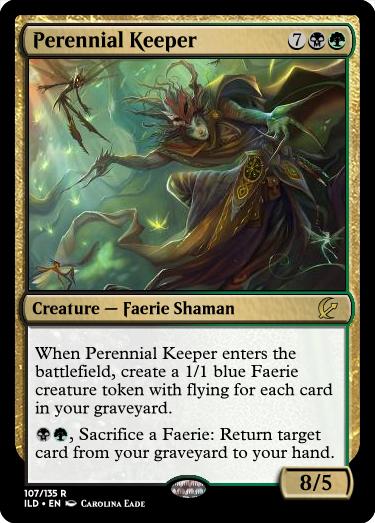 Perennial Keeper 7
Creature — Faerie Shaman
When Perennial Keeper enters the
battlefield, create a 1/1 blue Faerie
creature token with flying for each card
in your graveyard.
, Sacrifice a Faerie: Return target
card from your graveyard to your hand.
8/5
107/135 R
ILD • EN Carolina Eade